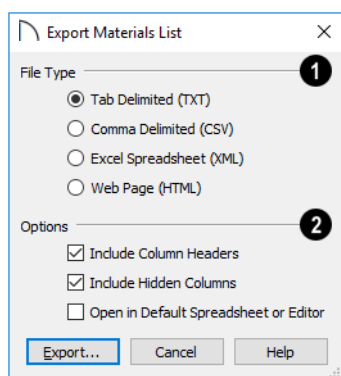 Export Materials List
File Type 1
Tab Delimited (TXT)
Comma Delimited (CSV)
Excel Spreadsheet (XML)
Web Page (HTML)
Options 2
Include Column Headers
Include Hidden Columns
Open in Default Spreadsheet or Editor
Export... Cancel Help